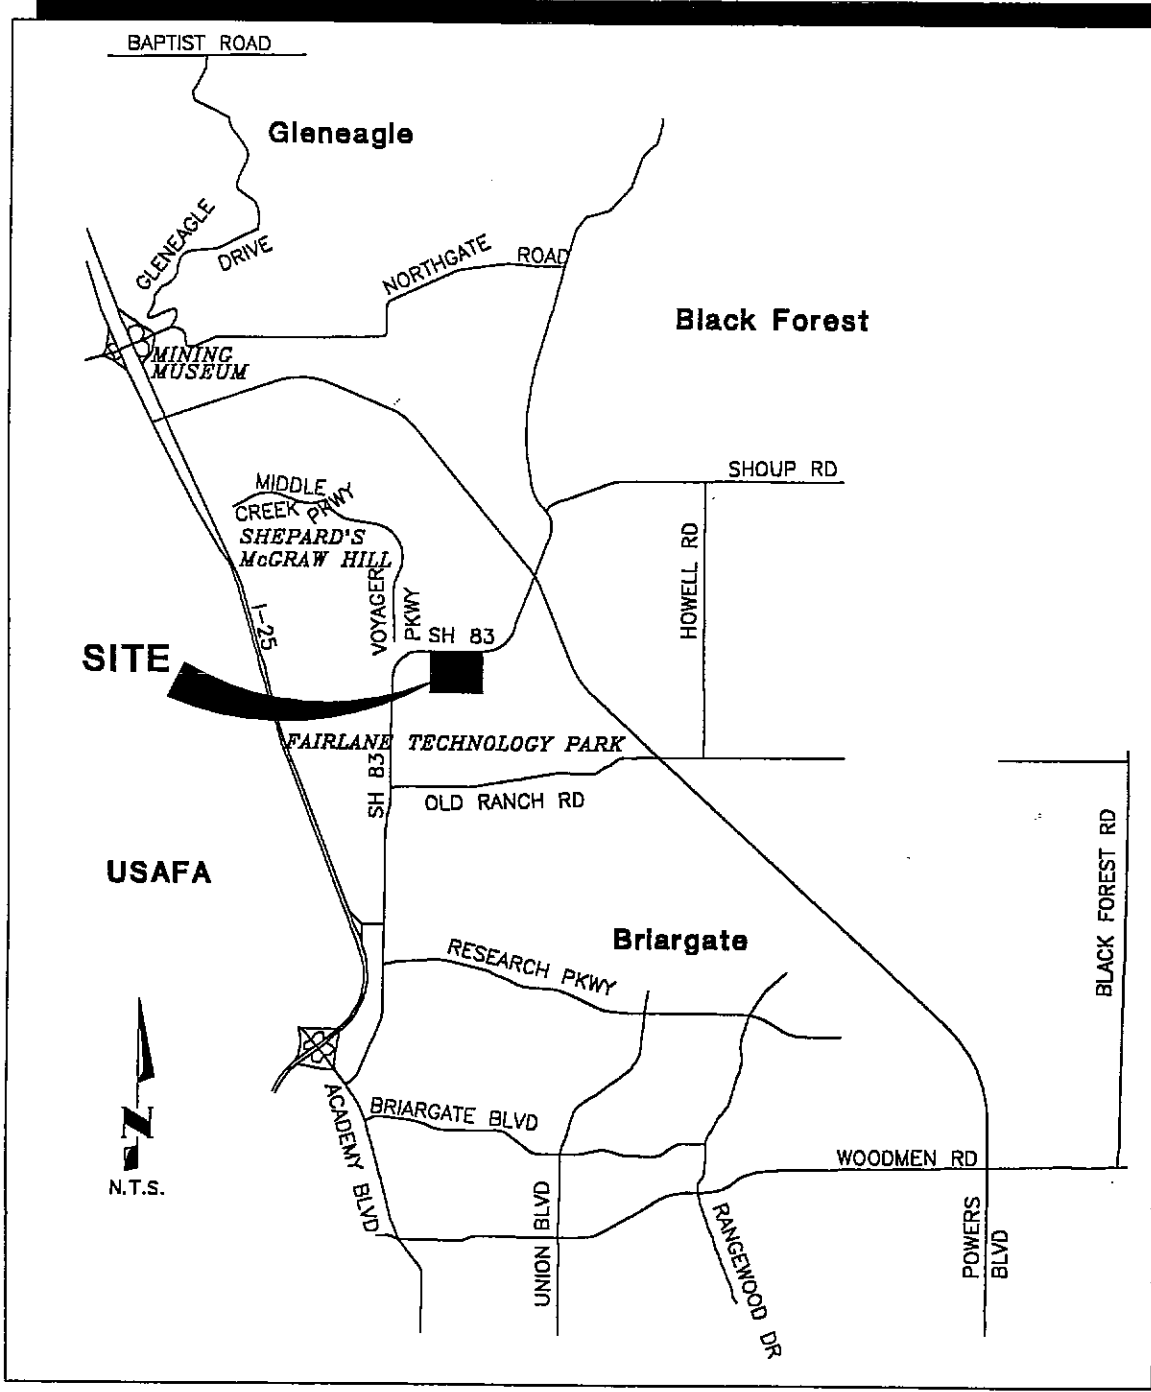 BAPTIST ROAD
Gleneagle
GLENEAGLE
DRIVE
NORTHGATE
ROAD
Black Forest
MINING
MUSEUM
SHOUP RD
MIDDLE
CREEK PKWY
SHEPARD'S
McGRAW HILL
HOWELL RD
VOYAGER
PKWY
I-25
SH 83
SITE
FAIRLANE TECHNOLOGY PARK
SH 83
OLD RANCH RD
USAFA
BLACK FOREST RD
Briargate
RESEARCH PKWY
ACADEMY BLVD
BRIARGATE BLVD
N
N.T.S.
WOODMEN RD
UNION BLVD
RANGEWOOD DR
POWERS
BLVD